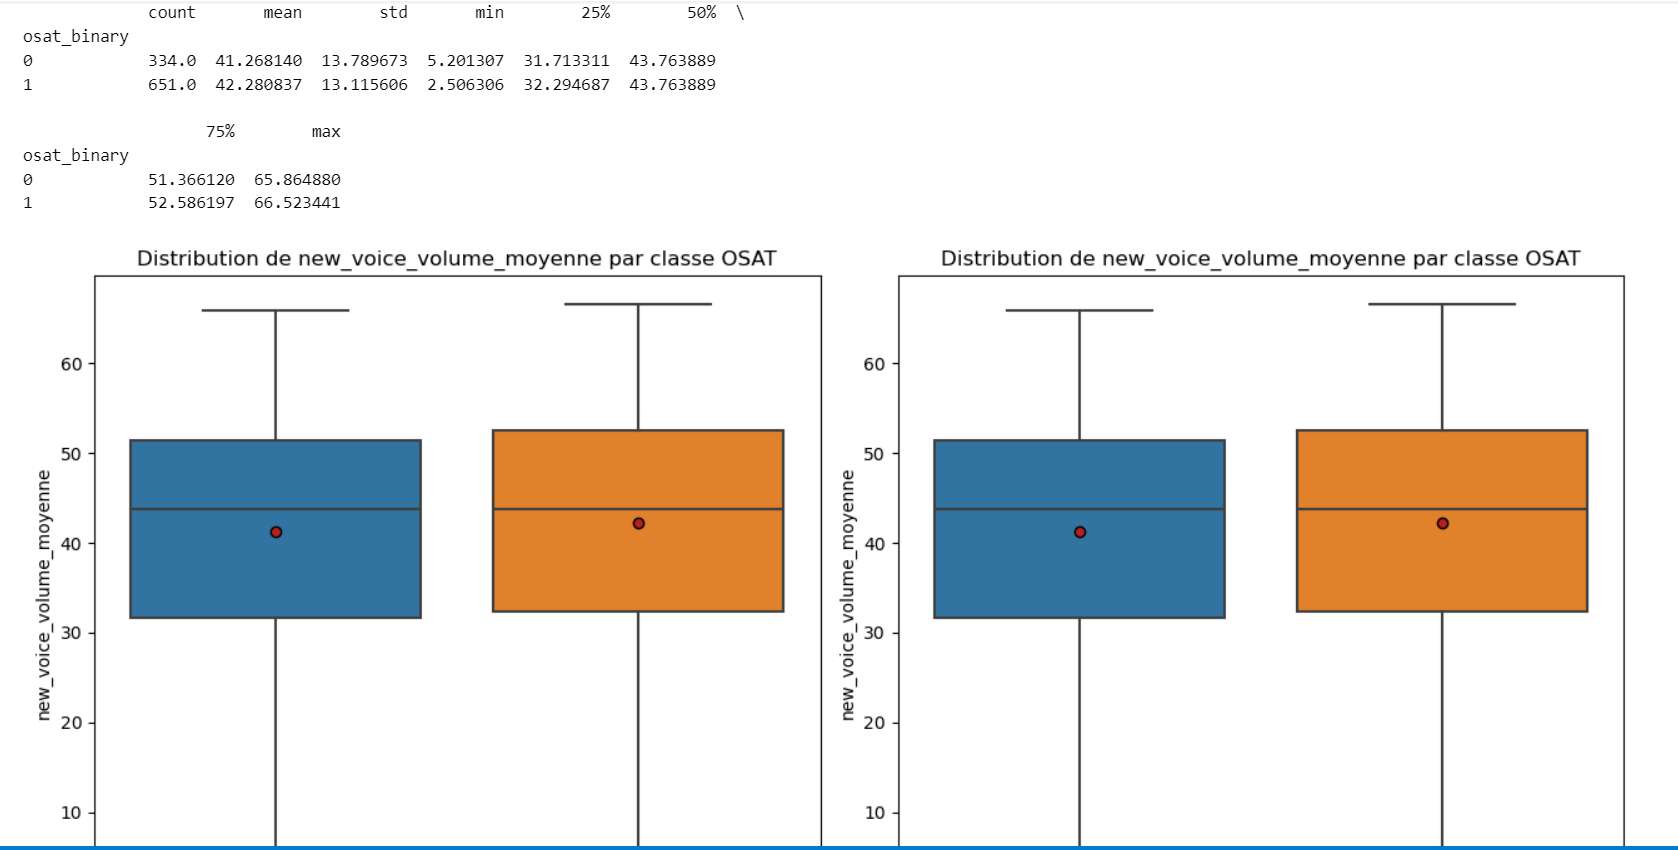 count mean std min 25% 50% \
osat_binary
0 334.0 41.268140 13.789673 5.201307 31.713311 43.763889
1 651.0 42.280837 13.115606 2.506306 32.294687 43.763889
75% max
osat_binary
0 51.366120 65.864880
1 52.586197 66.523441
Distribution de new_voice_volume_moyenne par classe OSAT
new_voice_volume_moyenne
60
50
40
30
20
10
Distribution de new_voice_volume_moyenne par classe OSAT
new_voice_volume_moyenne
60
50
40
30
20
10